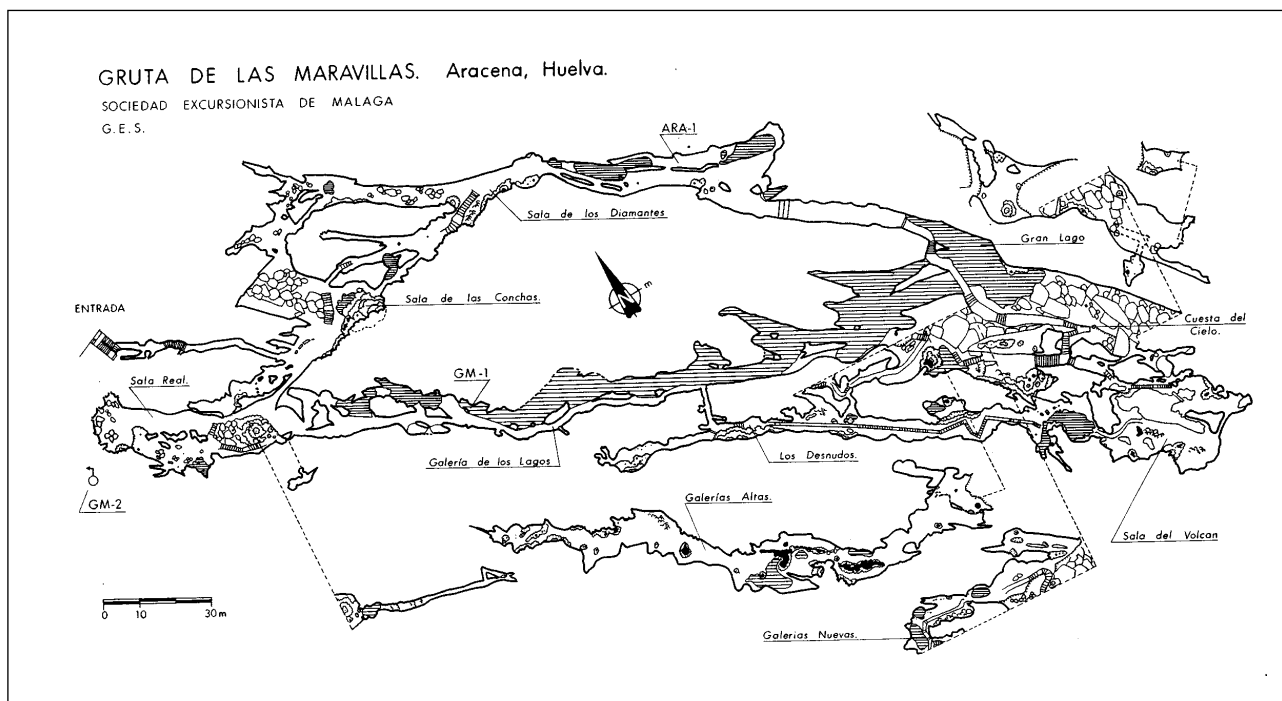 GRUTA DE LAS MARAVILLAS. Aracena, Huelva.
SOCIEDAD EXCURSIONISTA DE MALAGA
G.E.S.
ARA-1
Sala de los Diamantes
Gran Lago
Sala de las Conchas.
ENTRADA
N
m
Cuesta del
Cielo.
Sala Real.
GM-1
Galería de los Lagos
Los Desnudos.
GM-2
Galerías Altas.
Sala del Volcan
0 10 20 30 m
Galerias Nuevas.